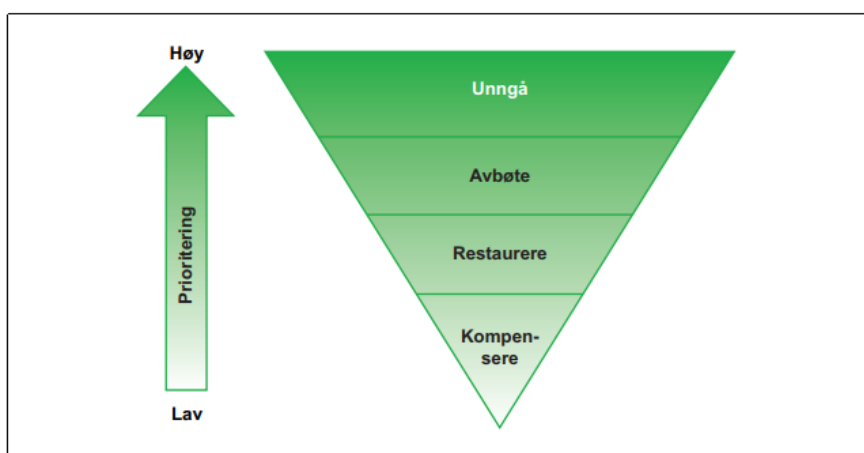 Høy
Unngå
Avbøte
Prioritering
Restaurere
Kompen-
sere
Lav